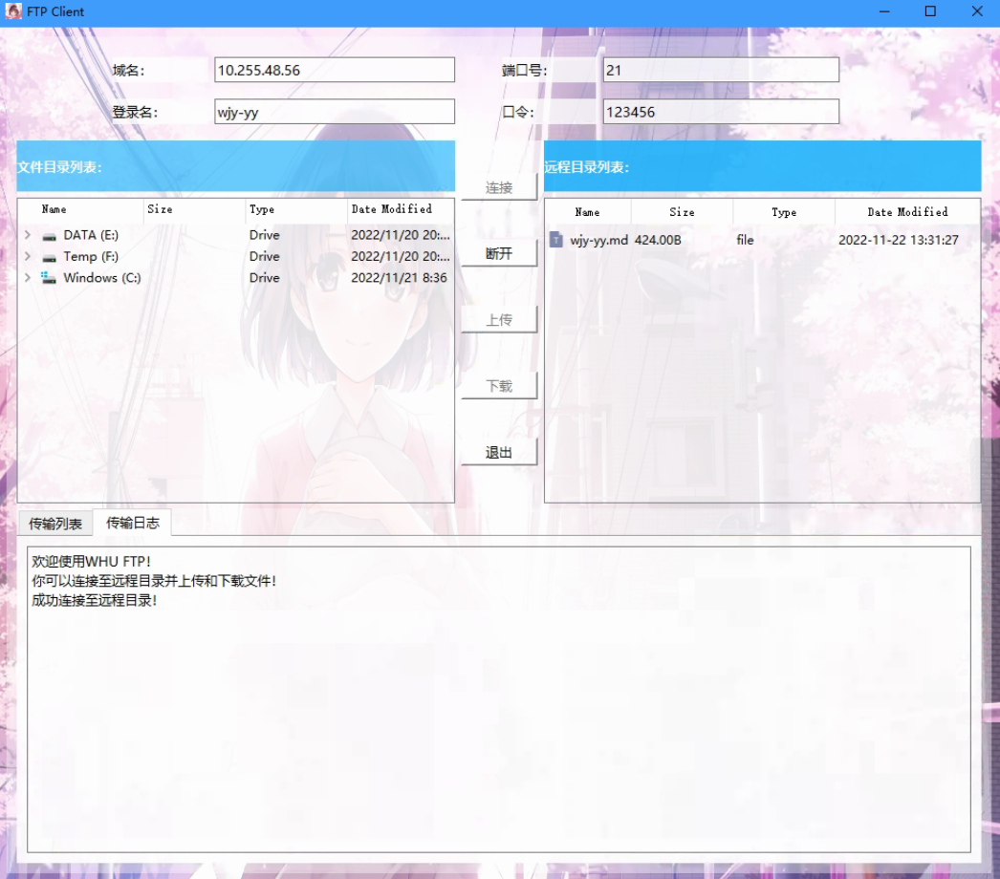 FTP Client
域名: 10.255.48.56 端口号: 21
登录名: wjy-yy 口令: 123456
文件目录列表: 远程目录列表:
连接
断开
上传
下载
退出
Name Size Type Date Modified
DATA (E:) Drive 2022/11/20 20:...
Temp (F:) Drive 2022/11/20 20:...
Windows (C:) Drive 2022/11/21 8:36
Name Size Type Date Modified
wjy-yy.md 424.00B file 2022-11-22 13:31:27
传输列表 传输日志
欢迎使用WHU FTP!
你可以连接至远程目录并上传和下载文件!
成功连接至远程目录!